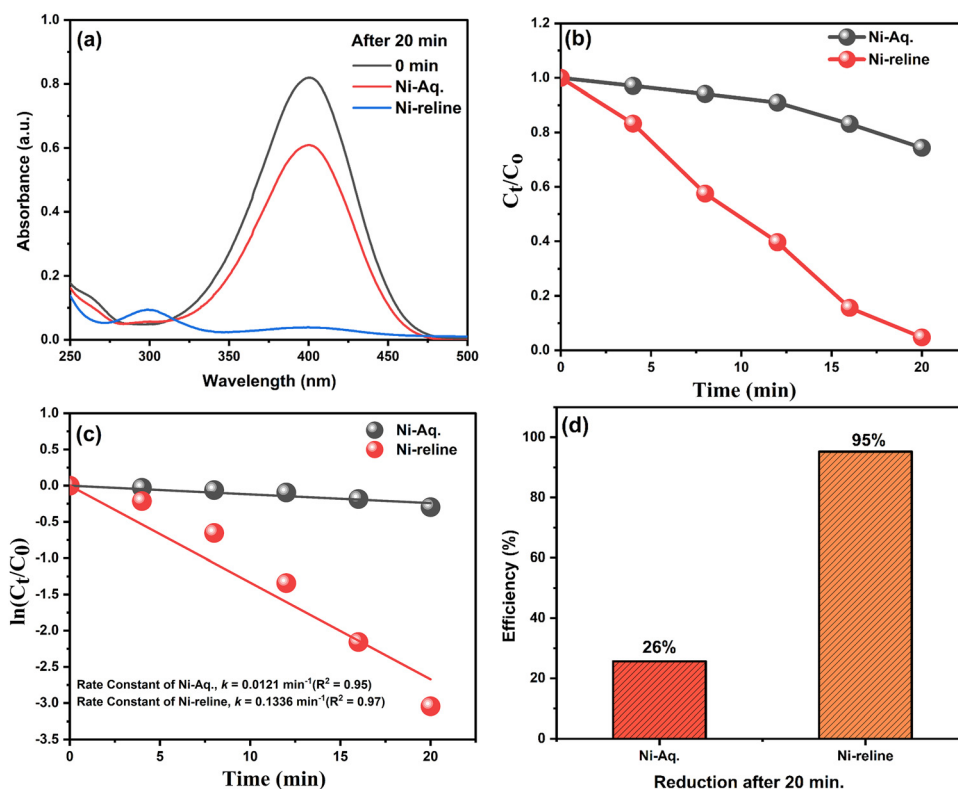 (a)
After 20 min
0 min
Ni-Aq.
Ni-reline
1.0
0.8
0.6
0.4
0.2
0.0
Absorbance (a.u.)
250 300 350 400 450 500
Wavelength (nm)
(b)
Ni-Aq.
Ni-reline
1.2
1.0
0.8
0.6
0.4
0.2
0.0
Ct/Co
0 5 10 15 20
Time (min)
(c)
Ni-Aq.
Ni-reline
0.5
0.0
-0.5
-1.0
-1.5
-2.0
-2.5
-3.0
-3.5
ln(Ct/C0)
Rate Constant of Ni-Aq., k = 0.0121 min⁻¹(R² = 0.95)
Rate Constant of Ni-reline, k = 0.1336 min⁻¹(R² = 0.97)
0 5 10 15 20
Time (min)
(d)
100
80
60
40
20
0
Efficiency (%)
26%
95%
Ni-Aq. Ni-reline
Reduction after 20 min.